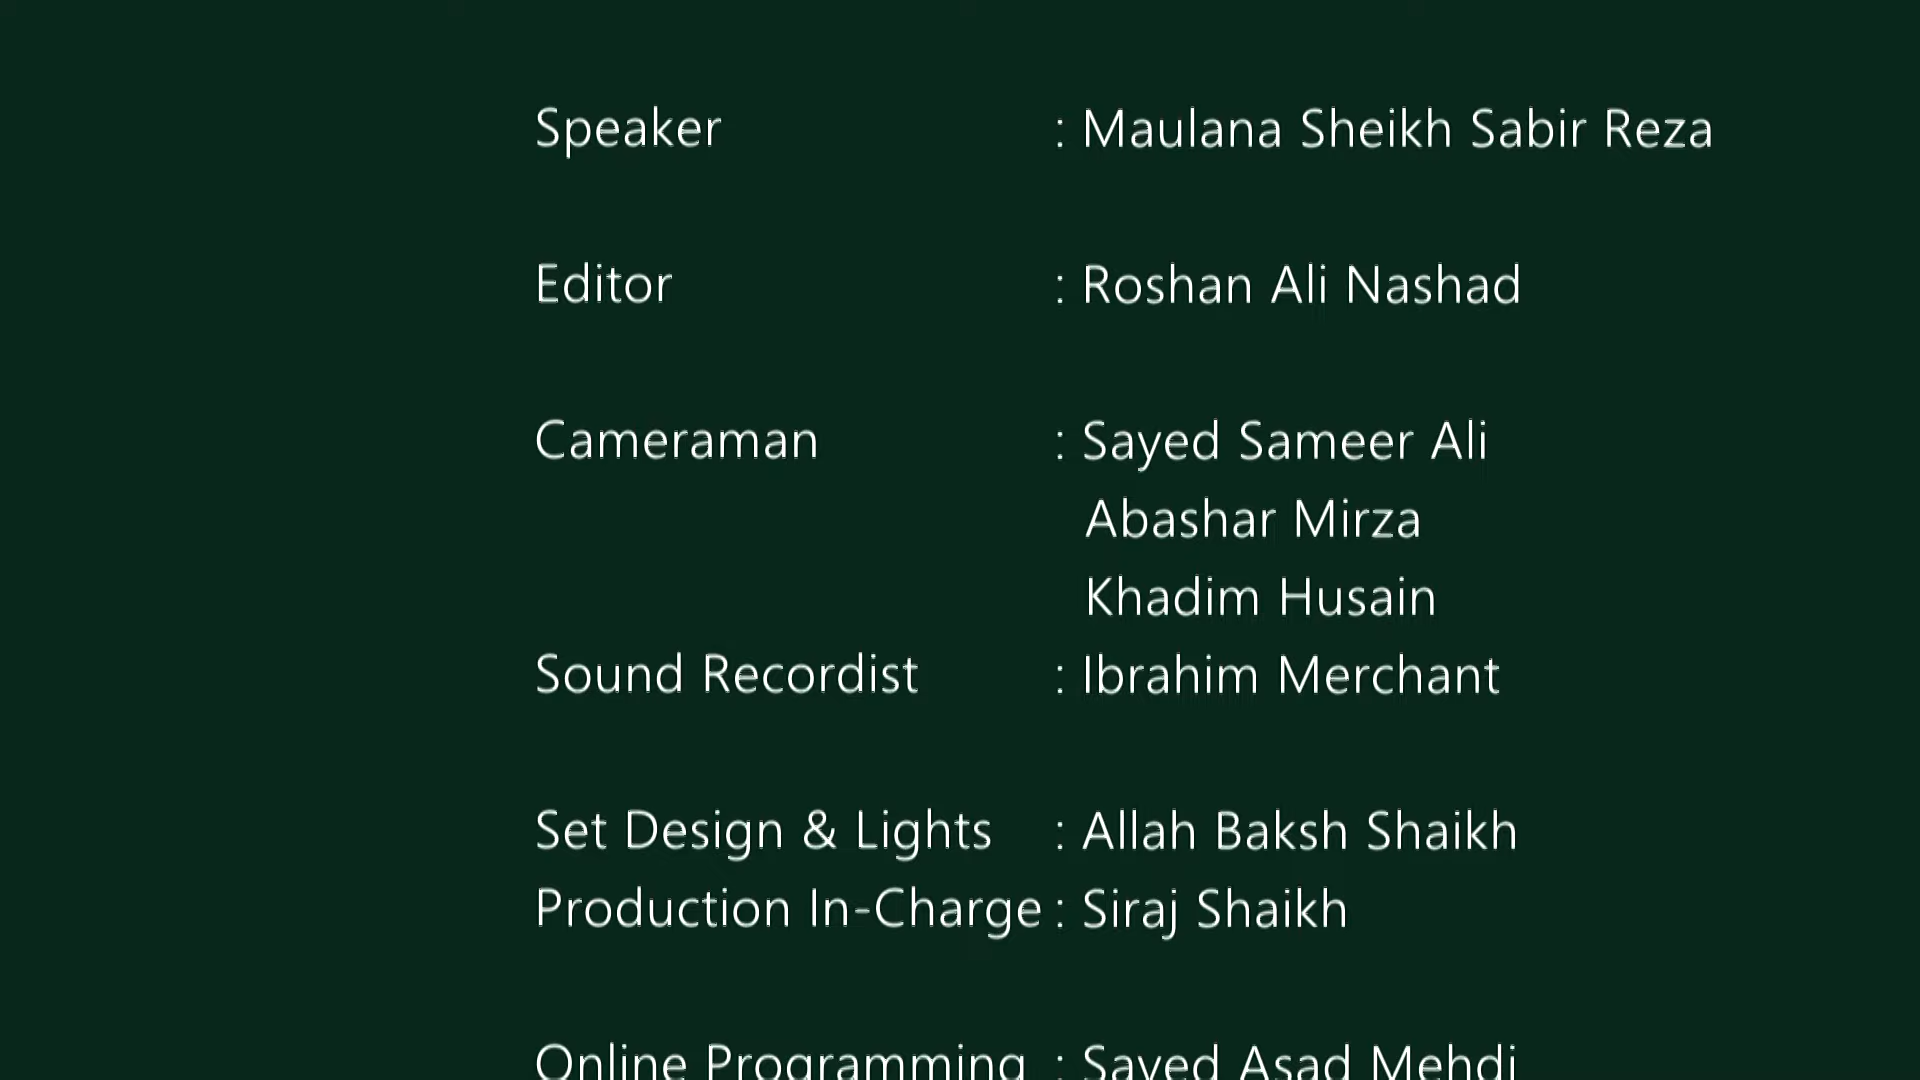 Speaker : Maulana Sheikh Sabir Reza
Editor : Roshan Ali Nashad
Cameraman : Sayed Sameer Ali
Abashar Mirza
Khadim Husain
Sound Recordist : Ibrahim Merchant
Set Design & Lights : Allah Baksh Shaikh
Production In-Charge : Siraj Shaikh
Online Programming : Sayed Asad Mehdi